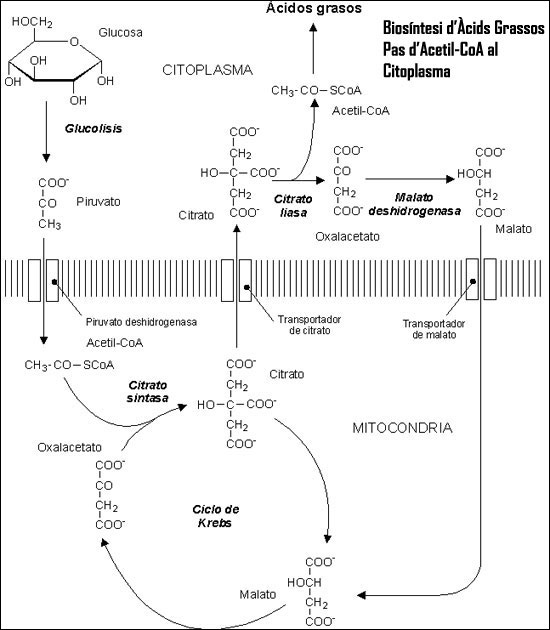 Ácidos grasos
Biosíntesi d'Àcids Grassos
Pas d'Acetil-CoA al
Citoplasma
HOCH2
Glucosa
O
OH
OH
OH
OH
CITOPLASMA
CH3-CO-SCoA
Acetil-CoA
Glucolisis
COO-
CO
CH3
Piruvato
COO-
CH2
HO-C-COO-
CH2
COO-
Citrato
Citrato
liasa
COO-
CO
CH2
COO-
Oxalacetato
Malato
deshidrogenasa
COO-
HOCH
CH2
COO-
Malato
Piruvato deshidrogenasa
Transportador
de citrato
Transportador
de malato
Acetil-CoA
CH3-CO-SCoA
Citrato
sintasa
COO-
CH2
HO-C-COO-
CH2
COO-
Citrato
MITOCONDRIA
Oxalacetato
COO-
CO
CH2
COO-
Ciclo de
Krebs
Malato
COO-
HOCH
CH2
COO-